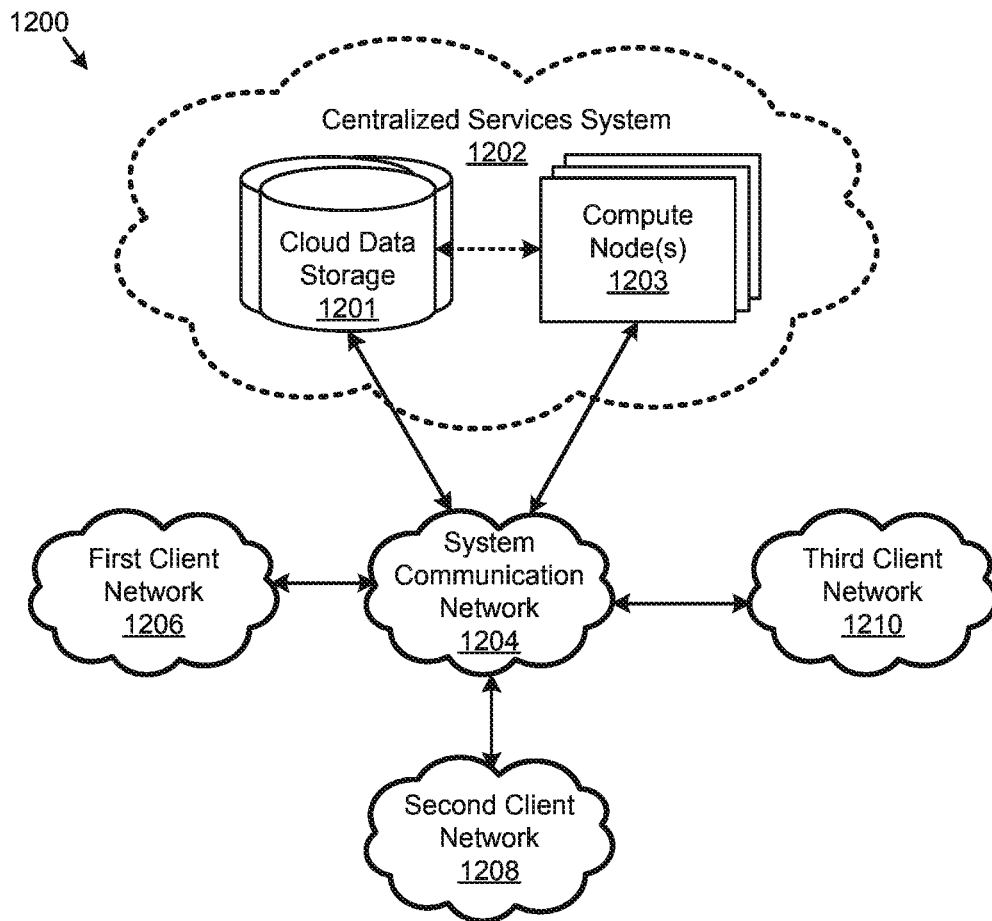 1200
Centralized Services System
1202
Cloud Data
Storage
1201
Compute
Node(s)
1203
First Client
Network
1206
System
Communication
Network
1204
Third Client
Network
1210
Second Client
Network
1208